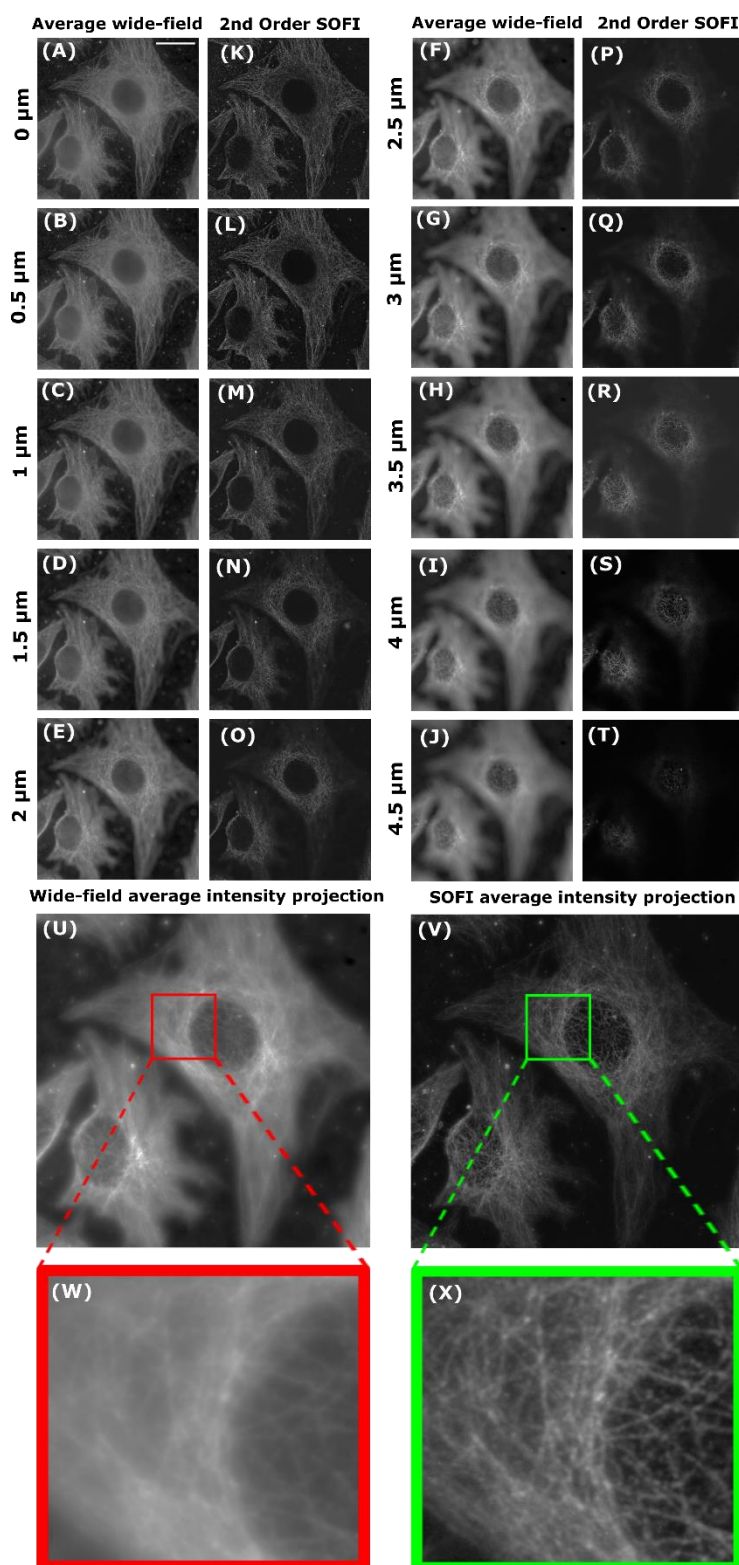 Average wide-field 2nd Order SOFI Average wide-field 2nd Order SOFI
(A) (K) (F) (P)
0 µm 2.5 µm
(B) (L) (G) (Q)
0.5 µm 3 µm
(C) (M) (H) (R)
1 µm 3.5 µm
(D) (N) (I) (S)
1.5 µm 4 µm
(E) (O) (J) (T)
2 µm 4.5 µm
Wide-field average intensity projection SOFI average intensity projection
(U) (V)
(W) (X)